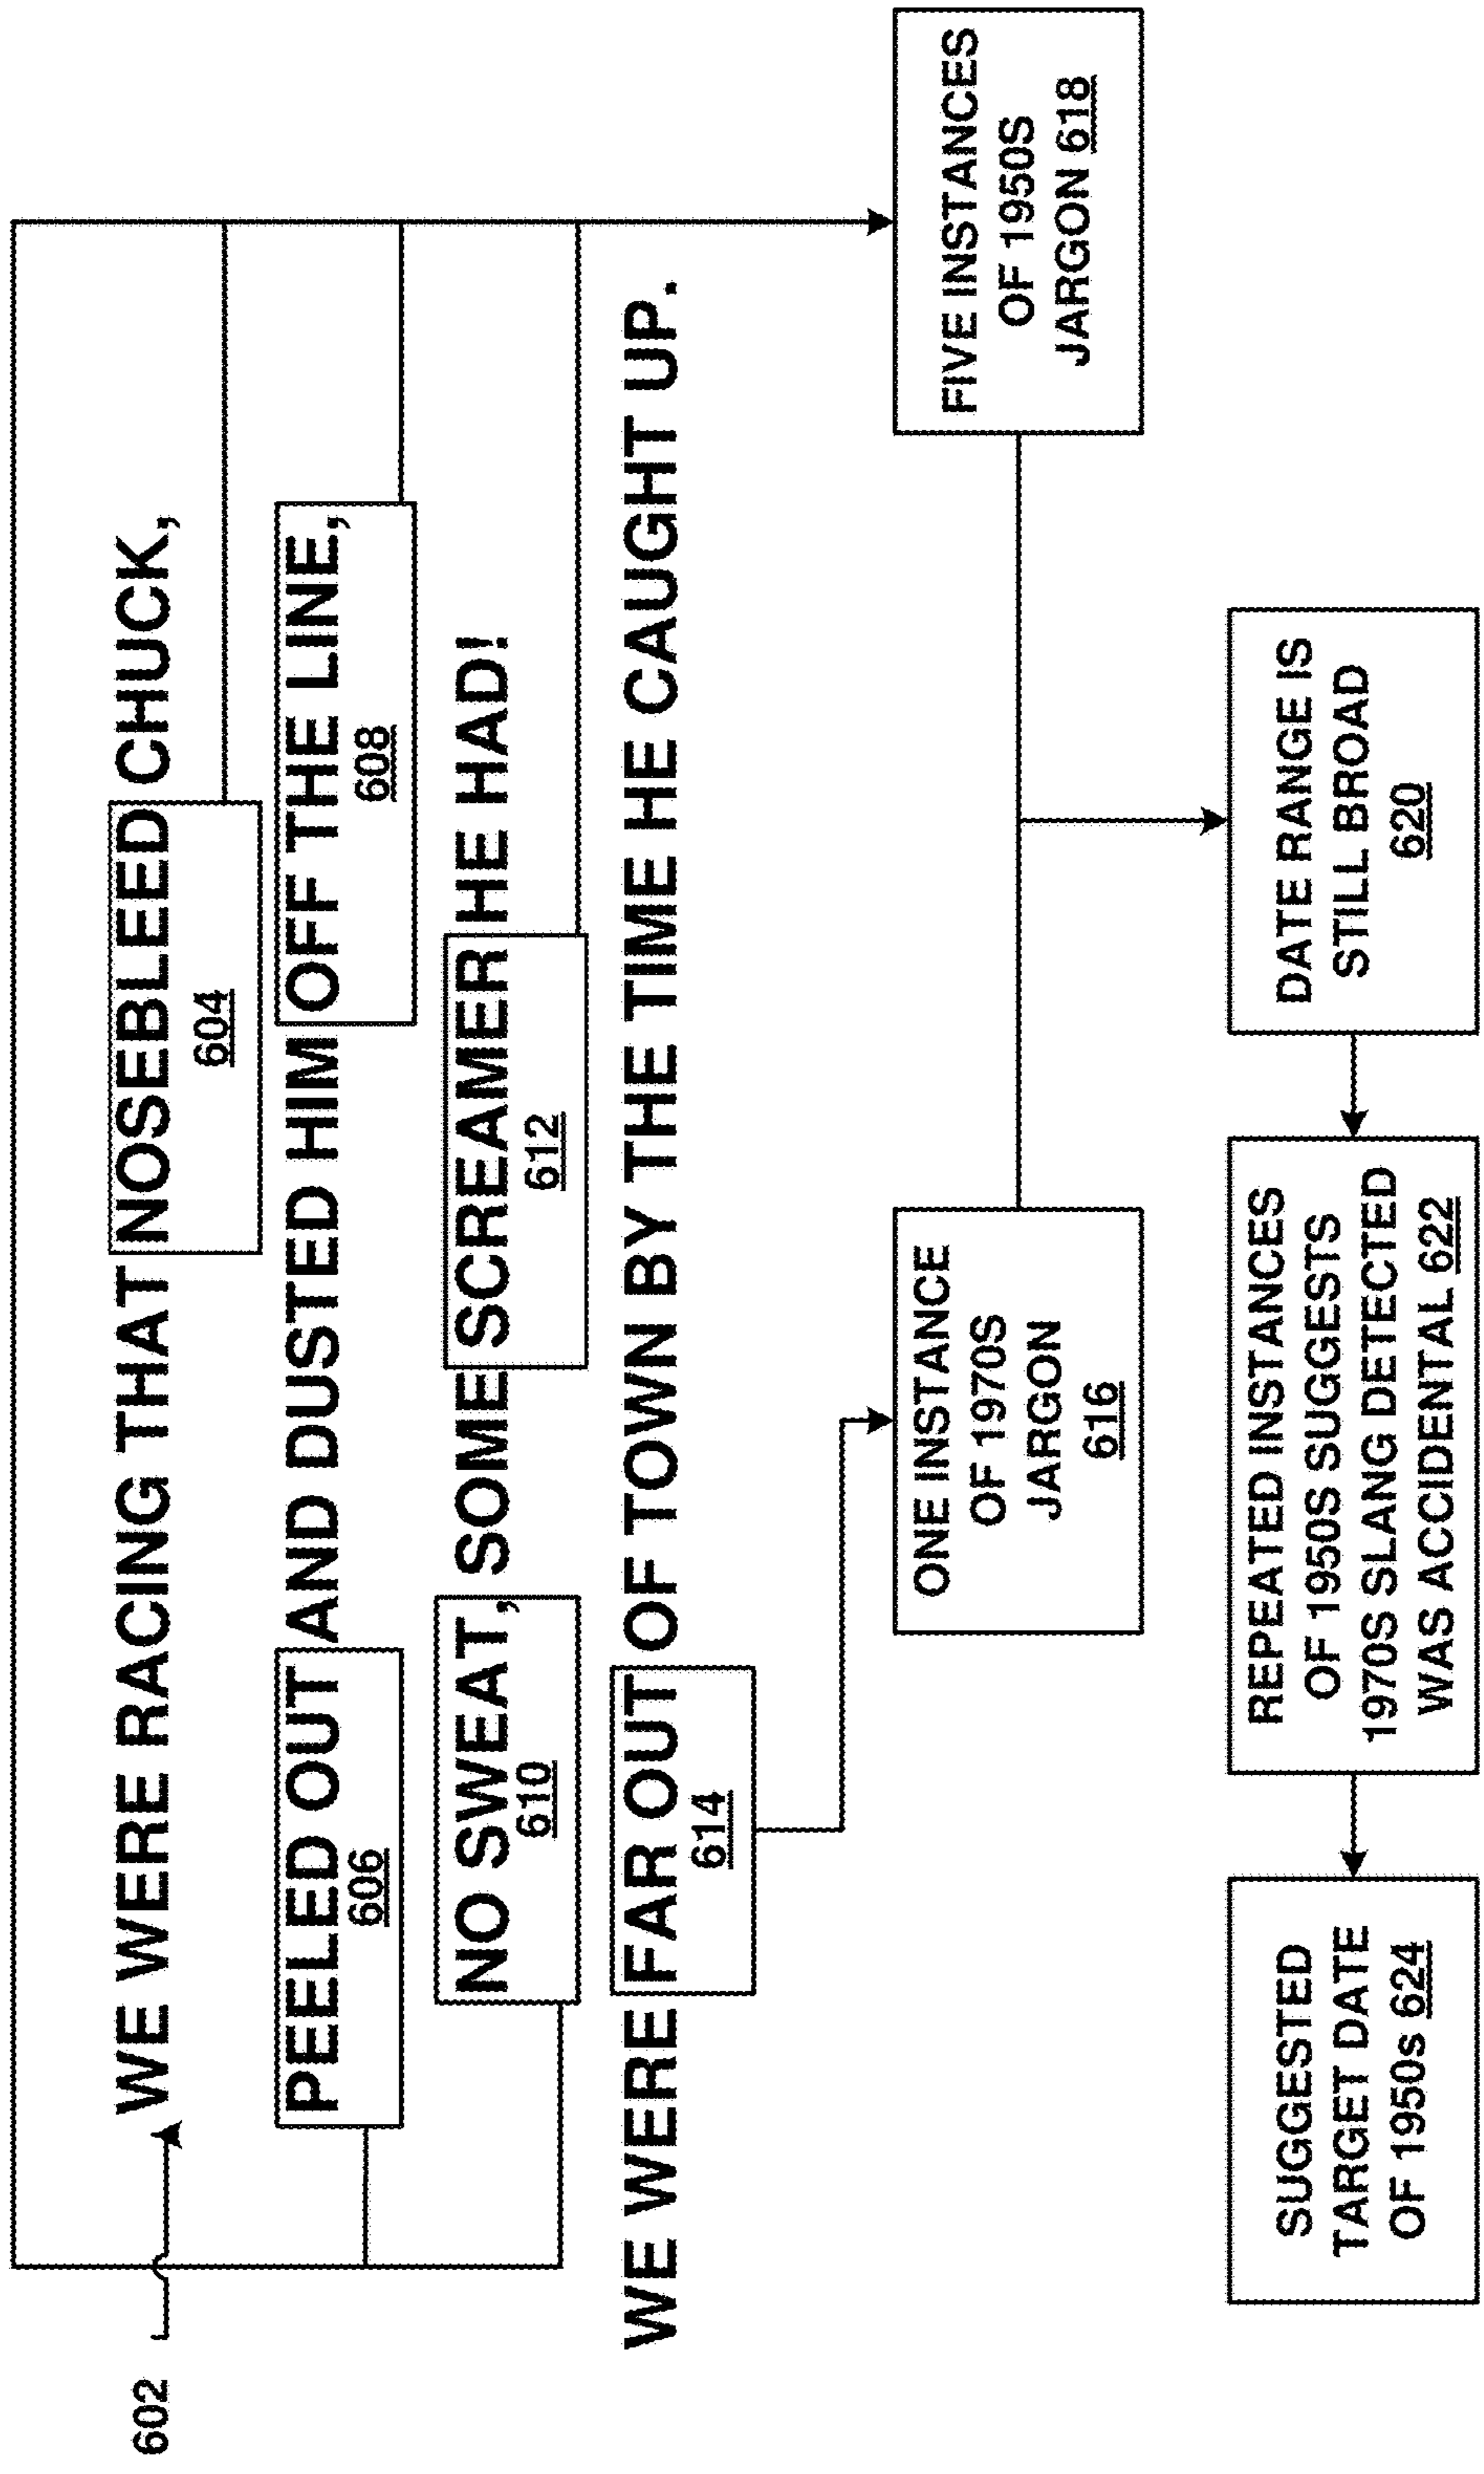 602
WE WERE RACING THAT NOSEBLEED CHUCK,
604
PEELED OUT AND DUSTED HIM OFF THE LINE,
606
608
NO SWEAT, SOME SCREAMER HE HAD!
610
612
WE WERE FAR OUT OF TOWN BY THE TIME HE CAUGHT UP.
614
ONE INSTANCE
OF 1970S
JARGON
616
FIVE INSTANCES
OF 1950S
JARGON 618
SUGGESTED
TARGET DATE
OF 1950s 624
REPEATED INSTANCES
OF 1950S SUGGESTS
1970S SLANG DETECTED
WAS ACCIDENTAL 622
DATE RANGE IS
STILL BROAD
620